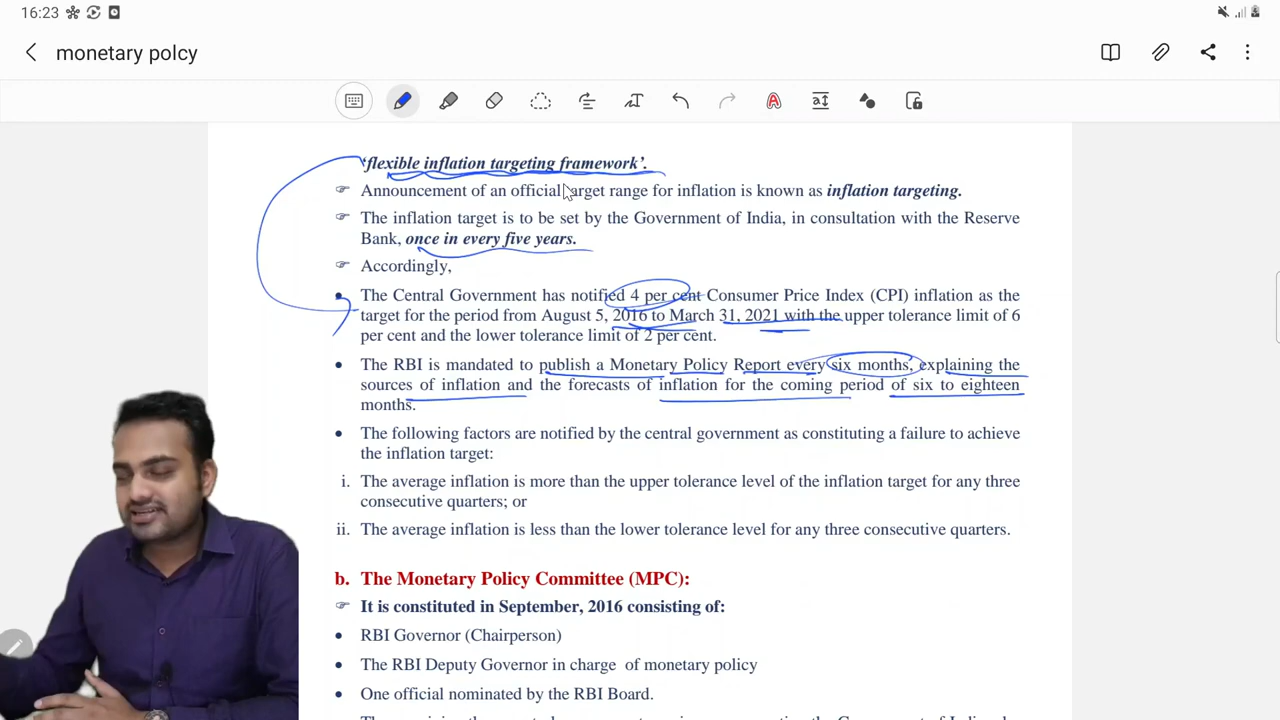 16:23
monetary polcy
‘flexible inflation targeting framework’.
Announcement of an official target range for inflation is known as inflation targeting.
The inflation target is to be set by the Government of India, in consultation with the Reserve
Bank, once in every five years.
Accordingly,
• The Central Government has notified 4 per cent Consumer Price Index (CPI) inflation as the
target for the period from August 5, 2016 to March 31, 2021 with the upper tolerance limit of 6
per cent and the lower tolerance limit of 2 per cent.
• The RBI is mandated to publish a Monetary Policy Report every six months, explaining the
sources of inflation and the forecasts of inflation for the coming period of six to eighteen
months.
• The following factors are notified by the central government as constituting a failure to achieve
the inflation target:
i. The average inflation is more than the upper tolerance level of the inflation target for any three
consecutive quarters; or
ii. The average inflation is less than the lower tolerance level for any three consecutive quarters.
b. The Monetary Policy Committee (MPC):
It is constituted in September, 2016 consisting of:
• RBI Governor (Chairperson)
• The RBI Deputy Governor in charge of monetary policy
• One official nominated by the RBI Board.